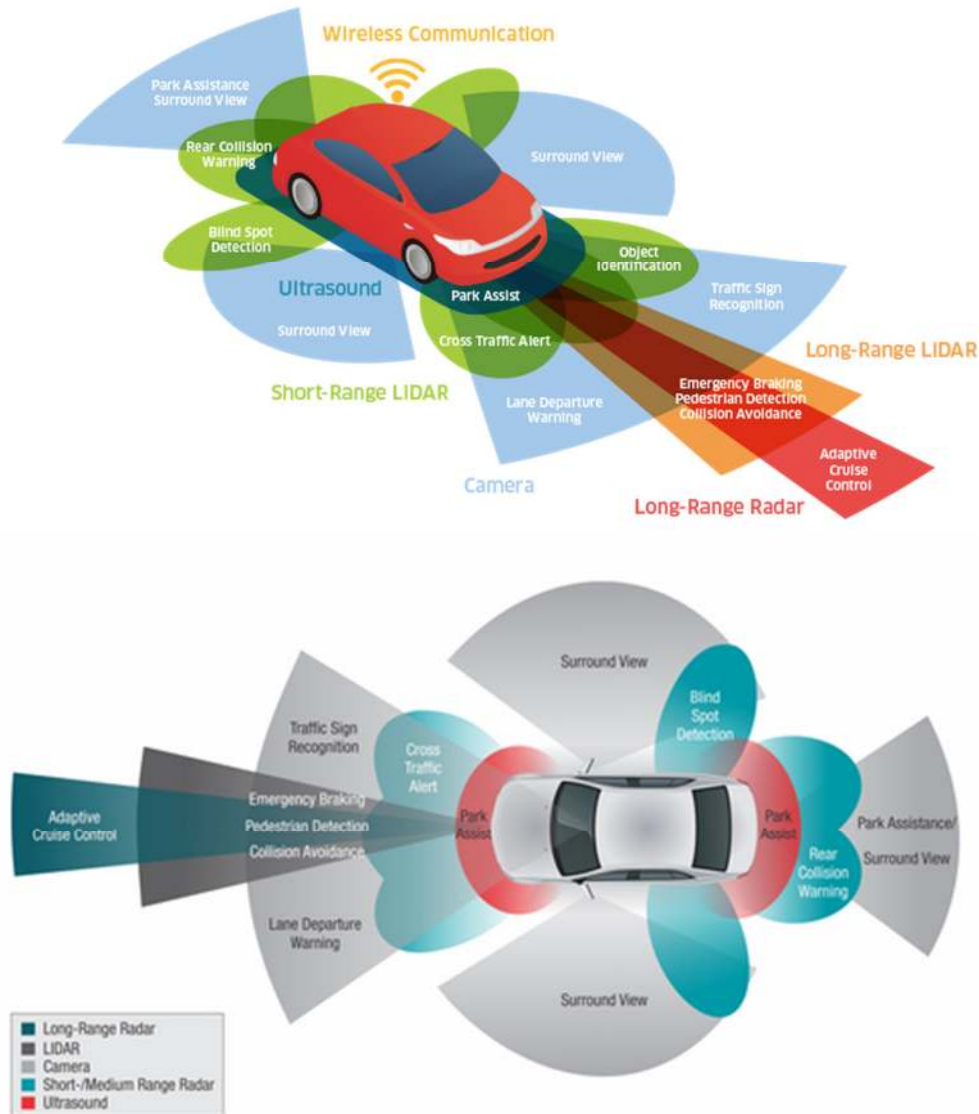 Wireless Communication
Park Assistance
Surround View
Rear Collision
Warning
Surround View
Blind Spot
Detection
Object
Identification
Ultrasound
Park Assist
Traffic Sign
Recognition
Surround View
Cross Traffic Alert
Long-Range LIDAR
Short-Range LIDAR
Emergency Braking
Pedestrian Detection
Collision Avoidance
Lane Departure
Warning
Adaptive
Cruise
Control
Camera
Long-Range Radar
Surround View
Blind
Spot
Detection
Traffic Sign
Recognition
Cross
Traffic
Alert
Emergency Braking
Adaptive
Cruise Control
Pedestrian Detection
Collision Avoidance
Park
Assist
Park
Assist
Park Assistance/
Surround View
Rear
Collision
Warning
Lane Departure
Warning
Surround View
Long-Range Radar
LIDAR
Camera
Short-/Medium Range Radar
Ultrasound